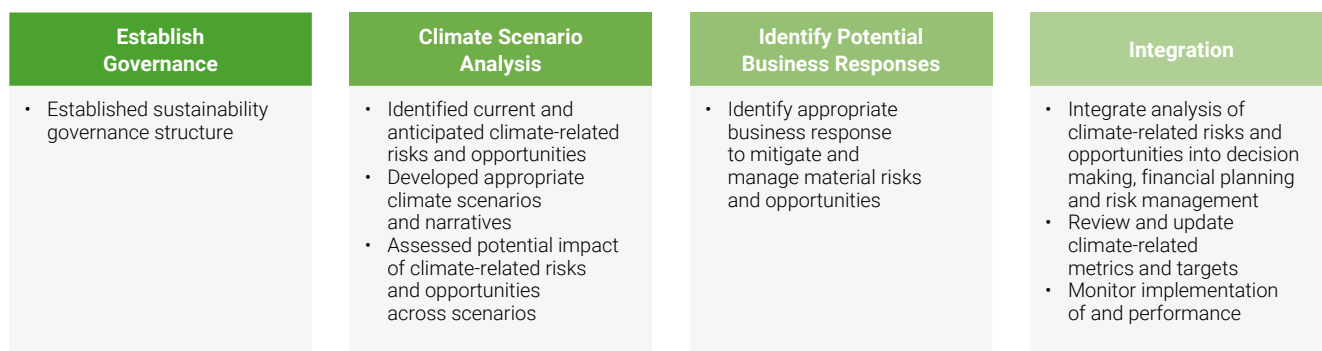 Establish
Governance
• Established sustainability
governance structure
Climate Scenario
Analysis
• Identified current and
anticipated climate-related
risks and opportunities
• Developed appropriate
climate scenarios
and narratives
• Assessed potential impact
of climate-related risks
and opportunities
across scenarios
Identify Potential
Business Responses
• Identify appropriate
business response
to mitigate and
manage material risks
and opportunities
Integration
• Integrate analysis of
climate-related risks and
opportunities into decision
making, financial planning
and risk management
• Review and update
climate-related
metrics and targets
• Monitor implementation
of and performance